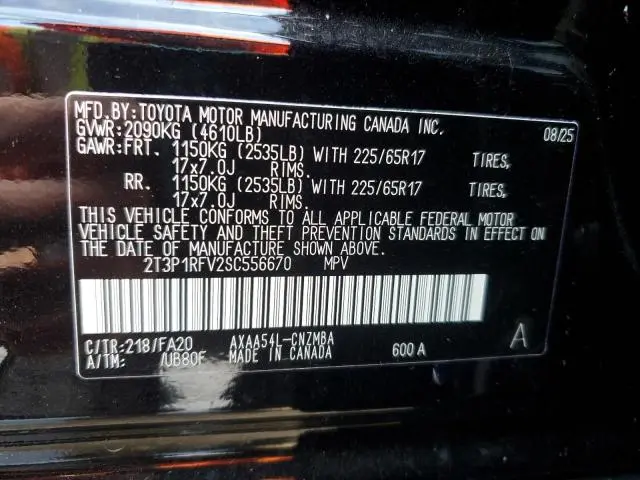 MFD.BY:TOYOTA MOTOR MANUFACTURING CANADA INC. 08/25
GVWR:2090KG (4610LB)
GAWR:FRT. 1150KG (2535LB) WITH 225/65R17 TIRES,
17x7.0J RIMS.
RR. 1150KG (2535LB) WITH 225/65R17 TIRES,
17x7.0J RIMS.
THIS VEHICLE CONFORMS TO ALL APPLICABLE FEDERAL MOTOR
VEHICLE SAFETY AND THEFT PREVENTION STANDARDS IN EFFECT ON
THE DATE OF MANUFACTURE SHOWN ABOVE.
2T3P1RFV2SC556670 MPV
C/TR:218/FA20 AXAA54L-CNZMBA
A/TM: /UB80F MADE IN CANADA 600 A A